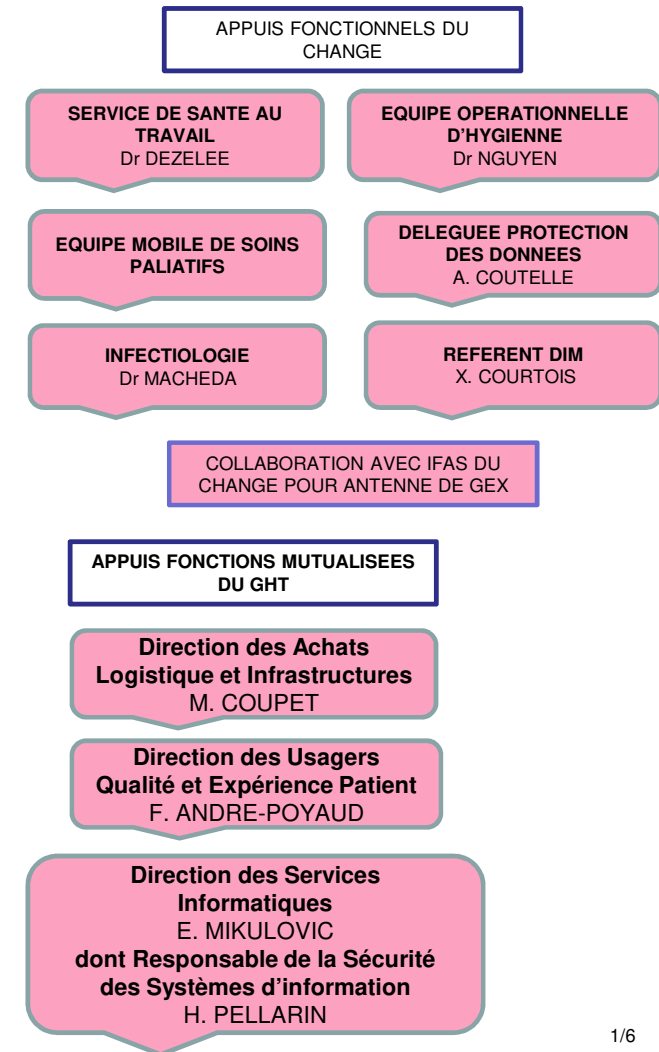 APPUIS FONCTIONNELS DU
CHANGE
SERVICE DE SANTE AU
TRAVAIL
Dr DEZELEE
EQUIPE OPERATIONNELLE
D'HYGIENNE
Dr NGUYEN
EQUIPE MOBILE DE SOINS
PALIATIFS
DELEGUEE PROTECTION
DES DONNEES
A. COUTELLE
INFECTIOLOGIE
Dr MACHEDA
REFERENT DIM
X. COURTOIS
COLLABORATION AVEC IFAS DU
CHANGE POUR ANTENNE DE GEX
APPUIS FONCTIONS MUTUALISEES
DU GHT
Direction des Achats
Logistique et Infrastructures
M. COUPET
Direction des Usagers
Qualité et Expérience Patient
F. ANDRE-POYAUD
Direction des Services
Informatiques
E. MIKULOVIC
dont Responsable de la Sécurité
des Systèmes d'information
H. PELLARIN
1/6